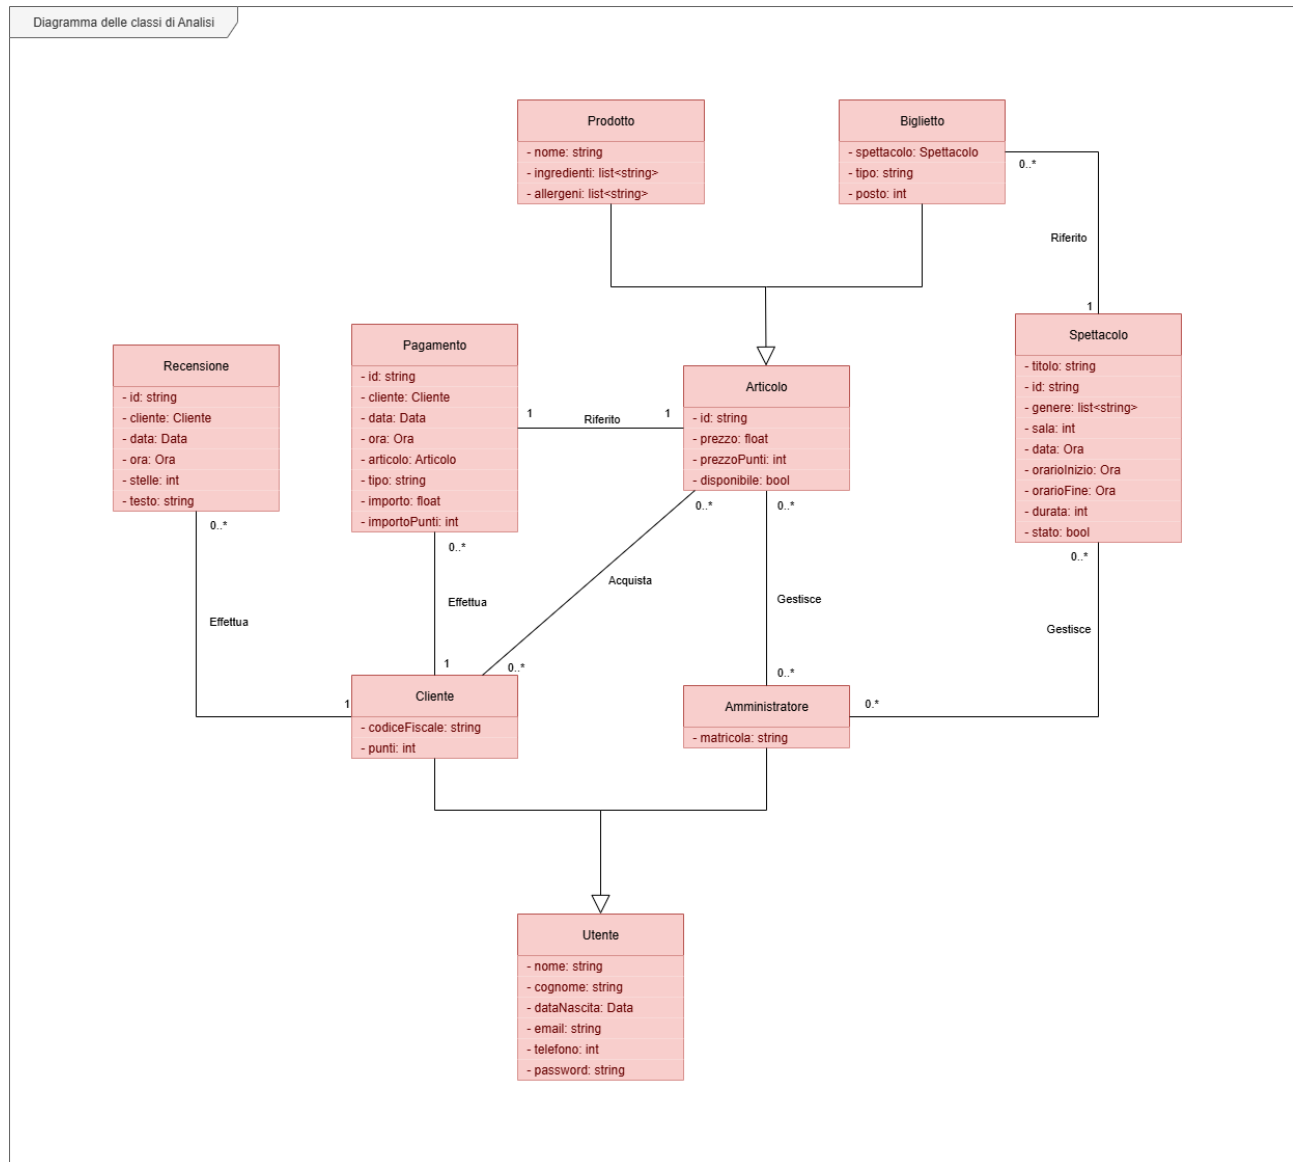 Diagramma delle classi di Analisi
Prodotto
- nome: string
- ingredienti: list<string>
- allergeni: list<string>
Biglietto
- spettacolo: Spettacolo
- tipo: string
- posto: int
0..*
Riferito
1
Spettacolo
- titolo: string
- id: string
- genere: list<string>
- sala: int
- data: Ora
- orarioInizio: Ora
- orarioFine: Ora
- durata: int
- stato: bool
0..*
Recensione
- id: string
- cliente: Cliente
- data: Data
- ora: Ora
- stelle: int
- testo: string
0..*
Pagamento
- id: string
- cliente: Cliente
- data: Data
- ora: Ora
- articolo: Articolo
- tipo: string
- importo: float
- importoPunti: int
0..*
1
Riferito
1
Articolo
- id: string
- prezzo: float
- prezzoPunti: int
- disponibile: bool
0..*
0..*
Acquista
Effettua
Effettua
Gestisce
Gestisce
1
0..*
0..*
1
0.*
Cliente
- codiceFiscale: string
- punti: int
Amministratore
- matricola: string
Utente
- nome: string
- cognome: string
- dataNascita: Data
- email: string
- telefono: int
- password: string